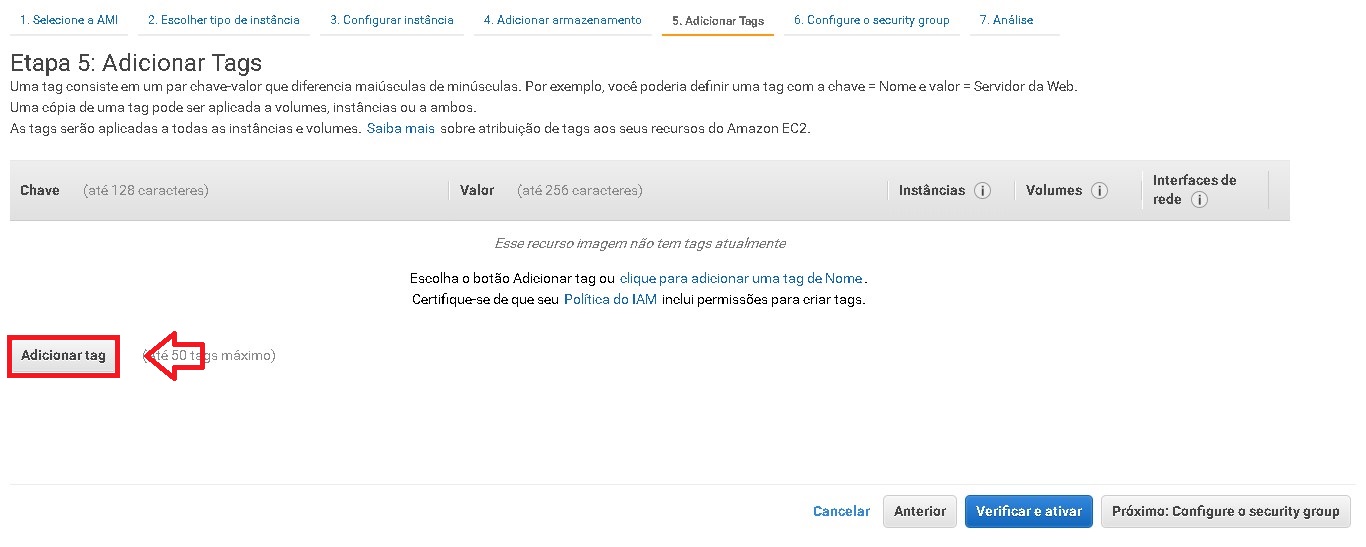 1. Selecione a AMI 2. Escolher tipo de instância 3. Configurar instância 4. Adicionar armazenamento 5. Adicionar Tags 6. Configure o security group 7. Análise
Etapa 5: Adicionar Tags
Uma tag consiste em um par chave-valor que diferencia maiúsculas de minúsculas. Por exemplo, você poderia definir uma tag com a chave = Nome e valor = Servidor da Web.
Uma cópia de uma tag pode ser aplicada a volumes, instâncias ou a ambos.
As tags serão aplicadas a todas as instâncias e volumes. Saiba mais sobre atribuição de tags aos seus recursos do Amazon EC2.
Chave (até 128 caracteres) Valor (até 256 caracteres) Instâncias i Volumes i Interfaces de
rede i
Esse recurso imagem não tem tags atualmente
Escolha o botão Adicionar tag ou clique para adicionar uma tag de Nome.
Certifique-se de que seu Política do IAM inclui permissões para criar tags.
Adicionar tag (até 50 tags máximo)
Cancelar Anterior Verificar e ativar Próximo: Configure o security group